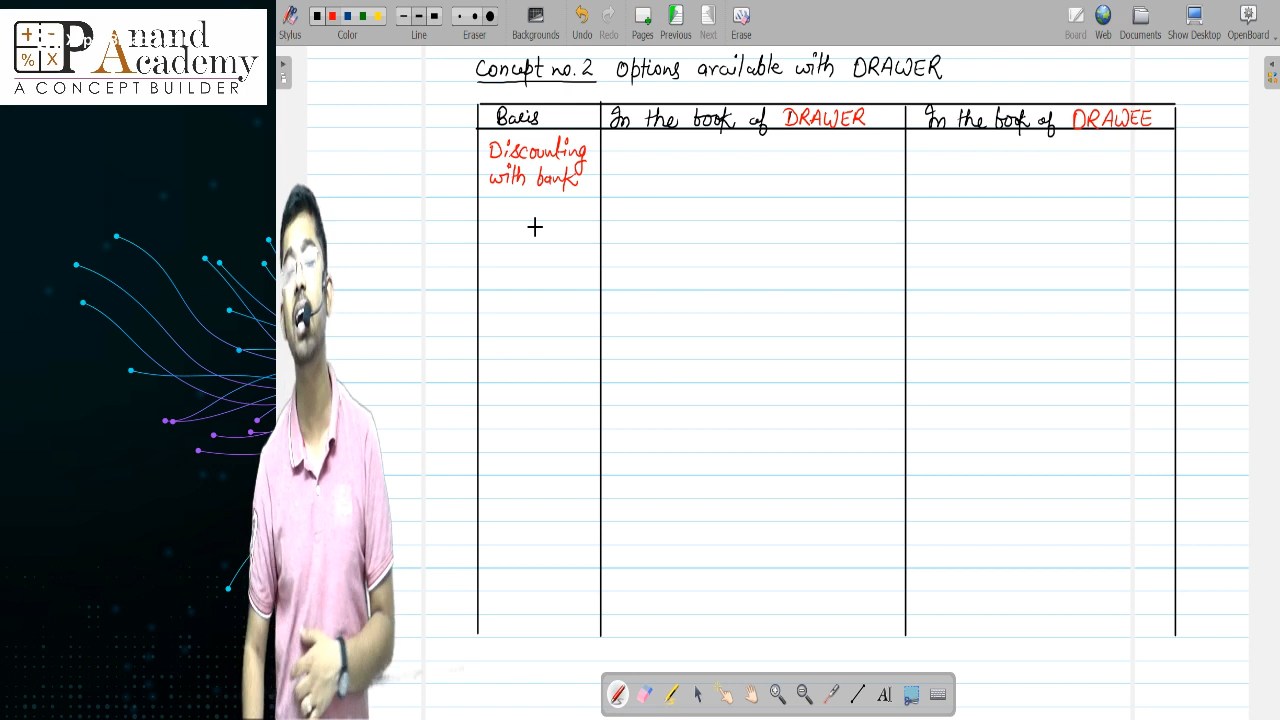 P Anand
Academy
A CONCEPT BUILDER
Stylus
Color
Line
Eraser
Backgrounds
Undo
Redo
Pages
Previous
Next
Erase
Board
Web
Documents
Show Desktop
OpenBoard
Concept no. 2 Options available with DRAWER
Basis
In the book of DRAWER
In the book of DRAWEE
Discounting
with bank